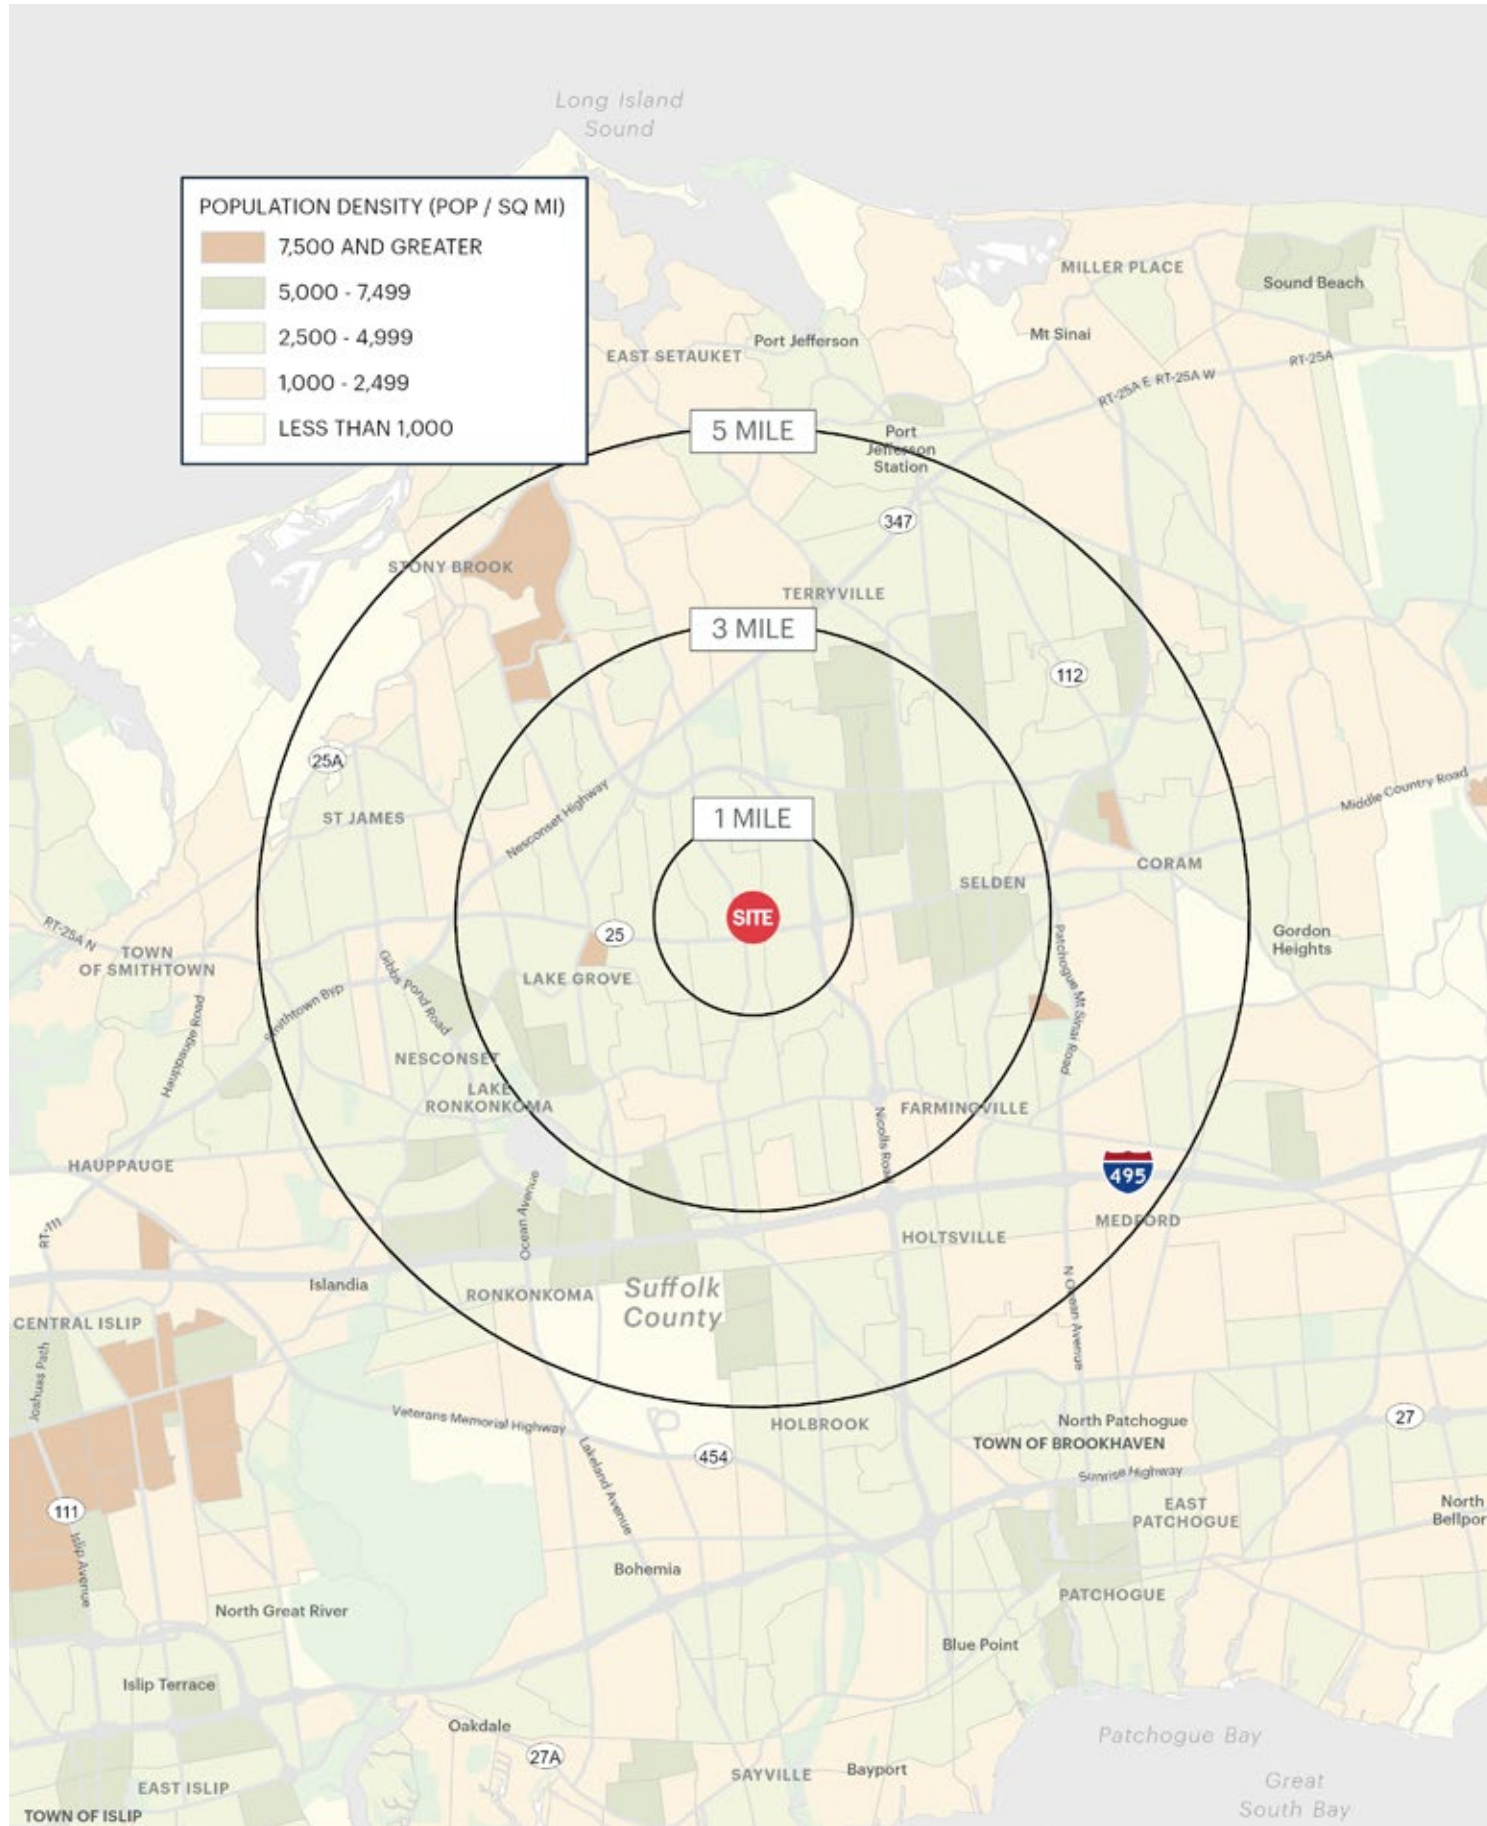 Long Island
Sound
POPULATION DENSITY (POP / SQ MI)
7,500 AND GREATER
5,000 - 7,499
2,500 - 4,999
1,000 - 2,499
LESS THAN 1,000
MILLER PLACE
Sound Beach
Mt Sinai
Port Jefferson
EAST SETAUKET
RT-25A
RT-25A E RT-25A W
5 MILE
Port
Jefferson
Station
347
STONY BROOK
TERRYVILLE
3 MILE
112
25A
Middle Country Road
ST JAMES
Nesconset Highway
1 MILE
CORAM
SELDEN
SITE
25
RT-25A N
TOWN
OF SMITHTOWN
Gordon
Heights
LAKE GROVE
Gibbs Pond Road
Patchogue Mt Sinai Road
Smithtown Byp
Hauppauge Road
NESCONSET
LAKE
RONKONKOMA
FARMINGVILLE
Nicolls Road
HAUPPAUGE
495
MEDFORD
RT-111
Ocean Avenue
HOLTSVILLE
Islandia
RONKONKOMA
Suffolk
County
N Ocean Avenue
CENTRAL ISLIP
Joshuas Path
Veterans Memorial Highway
HOLBROOK
North Patchogue
27
TOWN OF BROOKHAVEN
454
Lakeland Avenue
Sunrise Highway
111
EAST
PATCHOGUE
North
Bellpor
Islip Avenue
Bohemia
PATCHOGUE
North Great River
Blue Point
Islip Terrace
Oakdale
27A
Patchogue Bay
SAYVILLE
Bayport
EAST ISLIP
Great
South Bay
TOWN OF ISLIP